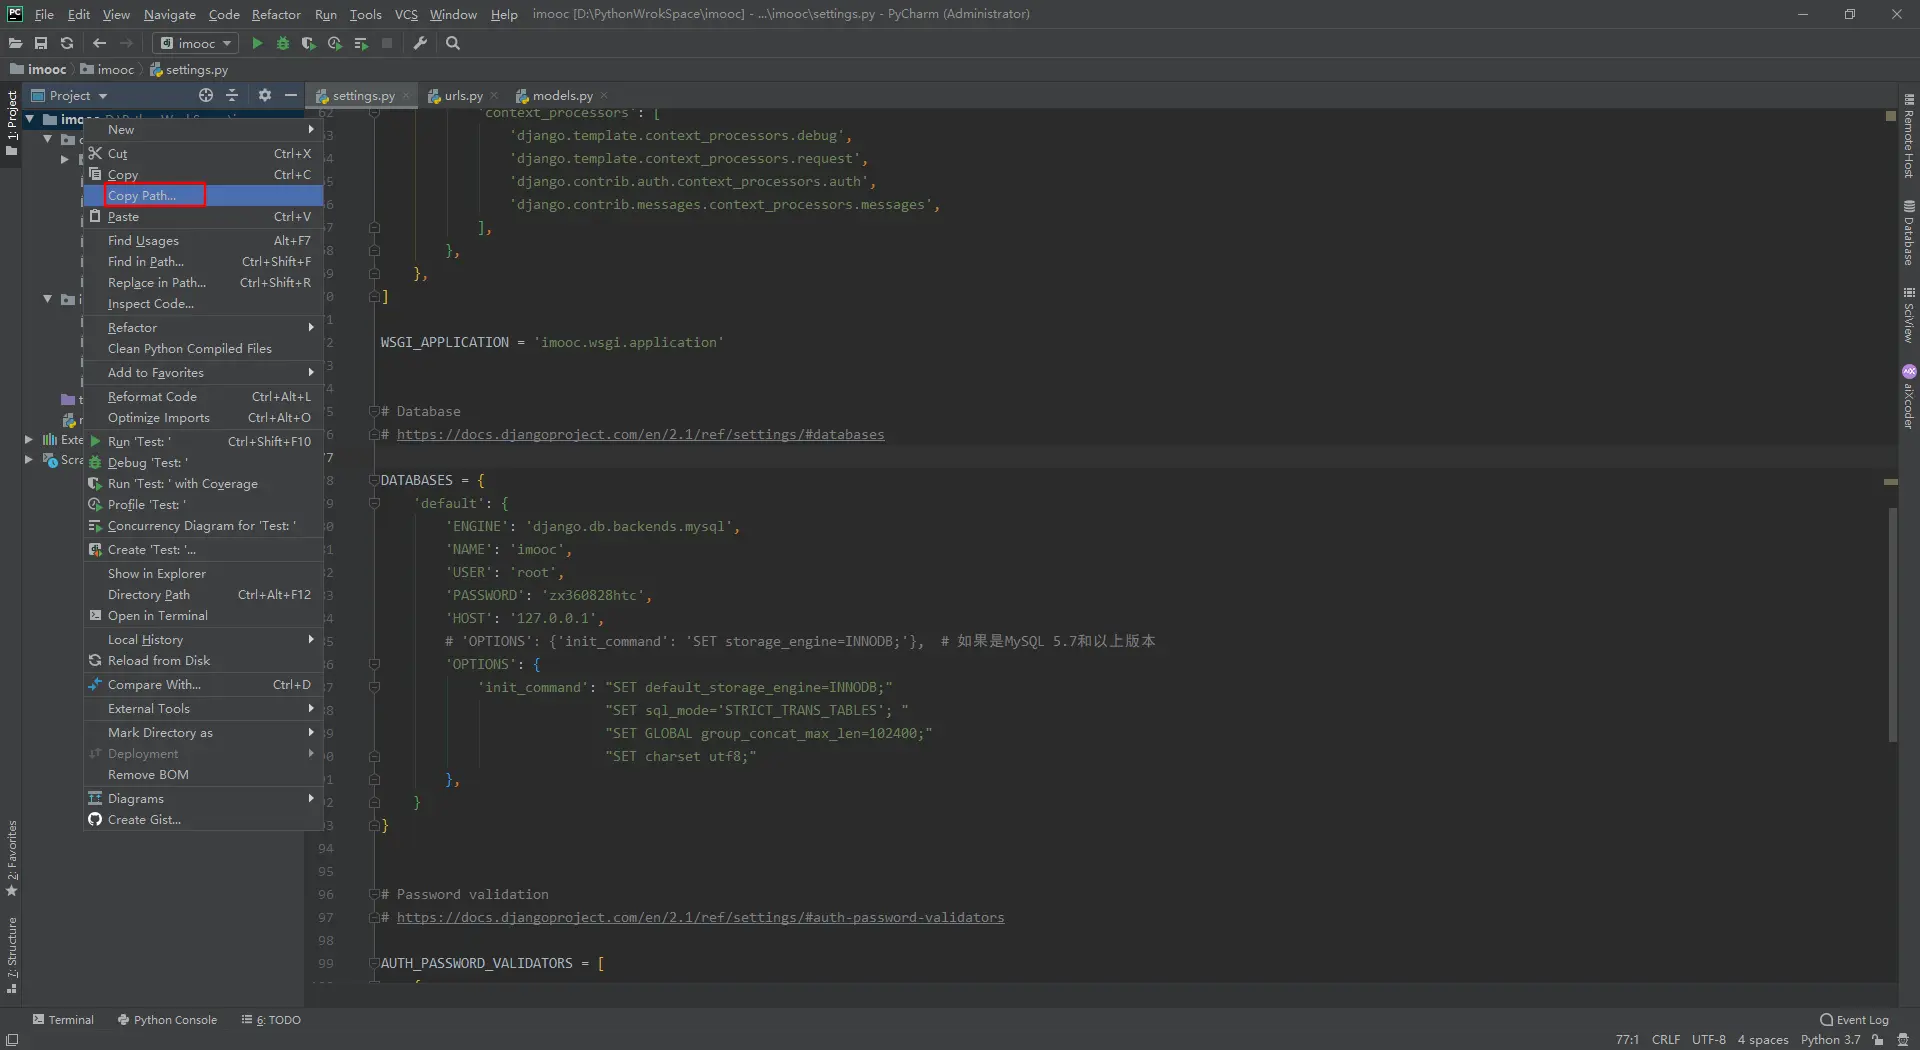 PC File Edit View Navigate Code Refactor Run Tools VCS Window Help imooc [D:\PythonWrokSpace\imooc] - ...\imooc\settings.py - PyCharm (Administrator)
imooc
imooc imooc settings.py
Project settings.py urls.py models.py
1: Project
New
Cut Ctrl+X
Copy Ctrl+C
Copy Path...
Paste Ctrl+V
Find Usages Alt+F7
Find in Path... Ctrl+Shift+F
Replace in Path... Ctrl+Shift+R
Inspect Code...
Refactor
Clean Python Compiled Files
Add to Favorites
Reformat Code Ctrl+Alt+L
Optimize Imports Ctrl+Alt+O
Run 'Test: ' Ctrl+Shift+F10
Debug 'Test: '
Run 'Test: ' with Coverage
Profile 'Test: '
Concurrency Diagram for 'Test: '
Create 'Test: '...
Show in Explorer
Directory Path Ctrl+Alt+F12
Open in Terminal
Local History
Reload from Disk
Compare With... Ctrl+D
External Tools
Mark Directory as
Deployment
Remove BOM
Diagrams
Create Gist...
2: Favorites
7: Structure
'context_processors': [
'django.template.context_processors.debug',
'django.template.context_processors.request',
'django.contrib.auth.context_processors.auth',
'django.contrib.messages.context_processors.messages',
],
},
},
]
WSGI_APPLICATION = 'imooc.wsgi.application'
# Database
# https://docs.djangoproject.com/en/2.1/ref/settings/#databases
DATABASES = {
'default': {
'ENGINE': 'django.db.backends.mysql',
'NAME': 'imooc',
'USER': 'root',
'PASSWORD': 'zx360828htc',
'HOST': '127.0.0.1',
# 'OPTIONS': {'init_command': 'SET storage_engine=INNODB;'}, # 如果是MySQL 5.7和以上版本
'OPTIONS': {
'init_command': "SET default_storage_engine=INNODB;"
"SET sql_mode='STRICT_TRANS_TABLES'; "
"SET GLOBAL group_concat_max_len=102400;"
"SET charset utf8;"
},
}
}
94
95
96 # Password validation
97 # https://docs.djangoproject.com/en/2.1/ref/settings/#auth-password-validators
98
99 AUTH_PASSWORD_VALIDATORS = [
{
Remote Host
Database
SciView
aiXcoder
Terminal Python Console 6: TODO Event Log
77:1 CRLF UTF-8 4 spaces Python 3.7